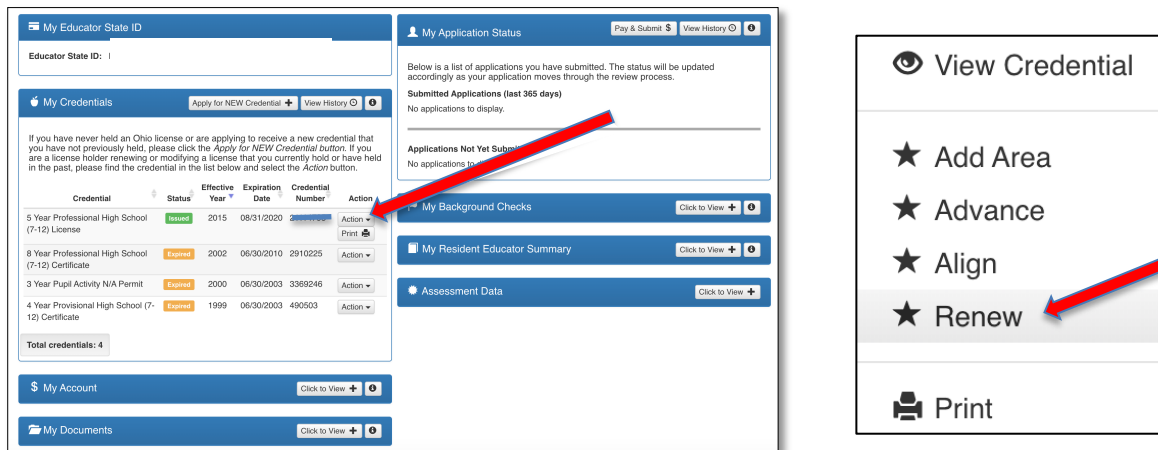 My Educator State ID
Educator State ID:
My Credentials
Apply for NEW Credential
View History
If you have never held an Ohio license or are applying to receive a new credential that
you have not previously held, please click the Apply for NEW Credential button. If you
are a license holder renewing or modifying a license that you currently hold or have held
in the past, please find the credential in the list below and select the Action button.
Credential Status Effective Year Expiration Date Credential Number Action
5 Year Professional High School Issued 2015 08/31/2020 Action
(7-12) License Print
8 Year Professional High School Expired 2002 06/30/2010 2910225 Action
(7-12) Certificate
3 Year Pupil Activity N/A Permit Expired 2000 06/30/2003 3369246 Action
4 Year Provisional High School (7- Expired 1999 06/30/2003 490503 Action
12) Certificate
Total credentials: 4
$ My Account
Click to View +
My Documents
Click to View +
My Application Status
Pay & Submit $
View History
Below is a list of applications you have submitted. The status will be updated
accordingly as your application moves through the review process.
Submitted Applications (last 365 days)
No applications to display.
Applications Not Yet
No applications to
My Background Checks
Click to View +
My Resident Educator Summary
Click to View +
Assessment Data
Click to View +
View Credential
Add Area
Advance
Align
Renew
Print